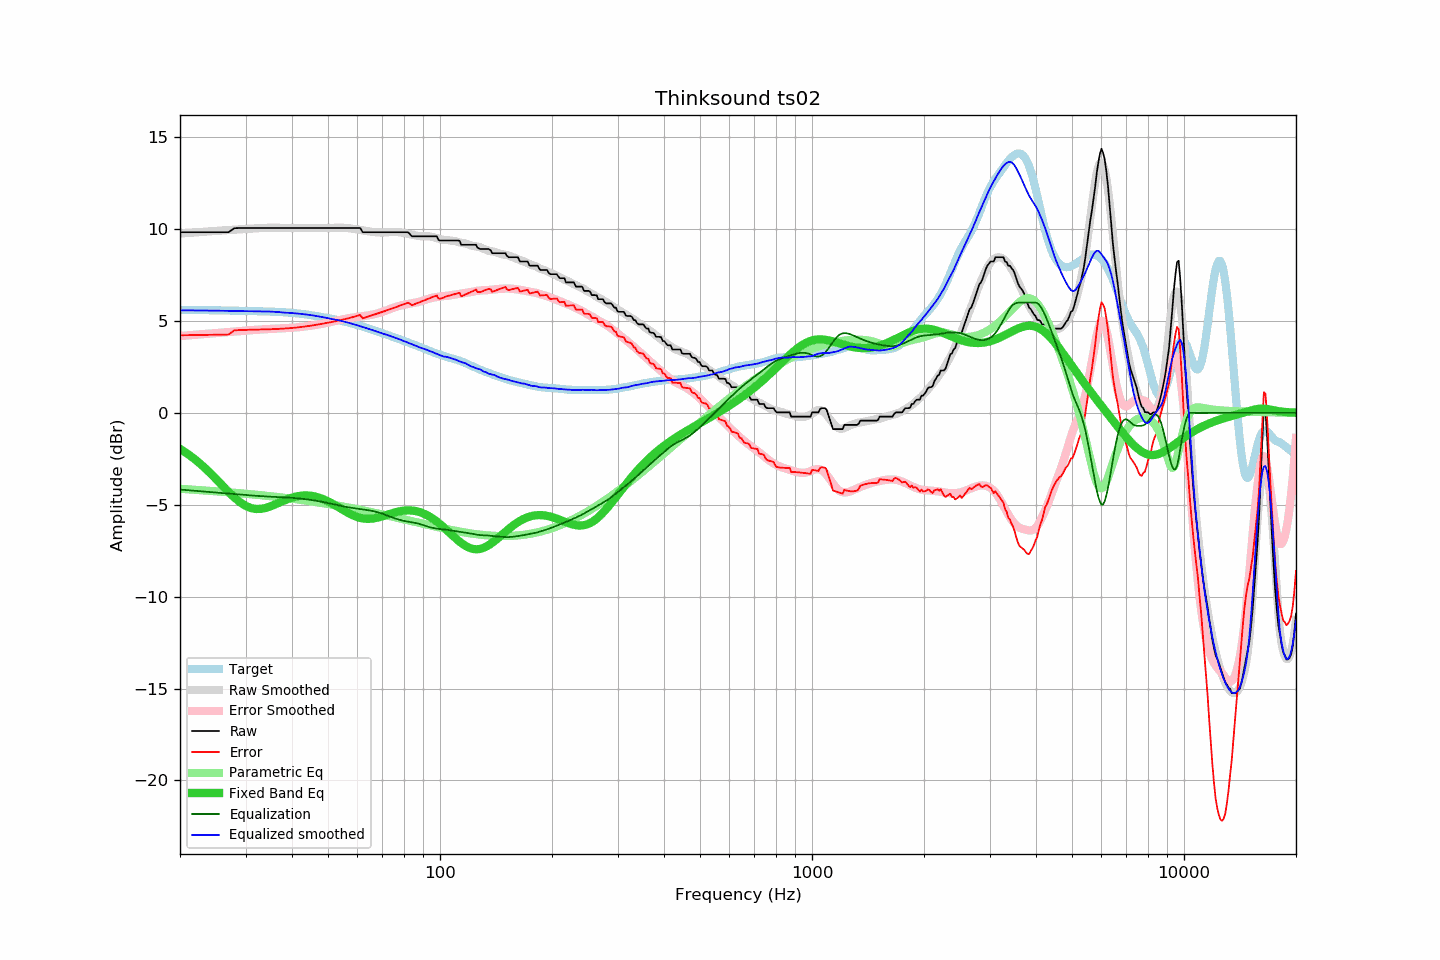 Thinksound ts02
15
10
5
0
−5
−10
−15
−20
Amplitude (dBr)
Target
Raw Smoothed
Error Smoothed
Raw
Error
Parametric Eq
Fixed Band Eq
Equalization
Equalized smoothed
100 1000 10000
Frequency (Hz)